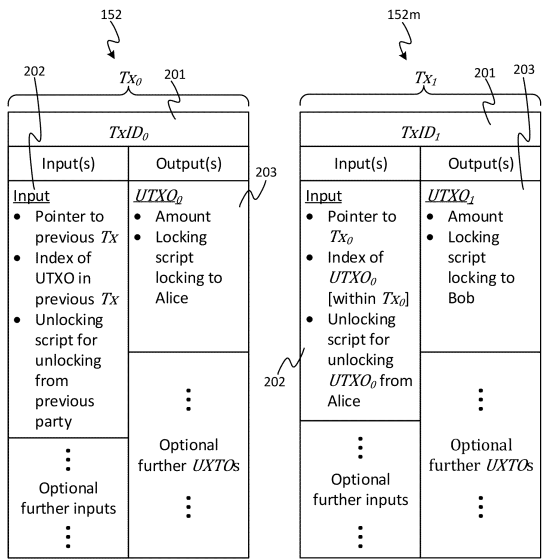 152
202
201
Tx₀
TxID₀
Input(s)
Output(s)
Input
• Pointer to
previous Tx
• Index of
UTXO in
previous Tx
• Unlocking
script for
unlocking
from
previous
party
Optional
further inputs
UTXO₀
203
• Amount
• Locking
script
locking to
Alice
Optional
further UXTOs
152m
201
203
Tx₁
TxID₁
Input(s)
Output(s)
Input
• Pointer to
Tx₀
• Index of
UTXO₀
[within Tx₀]
• Unlocking
script for
unlocking
UTXO₀ from
Alice
202
Optional
further inputs
UTXO₁
• Amount
• Locking
script
locking to
Bob
Optional
further UXTOs